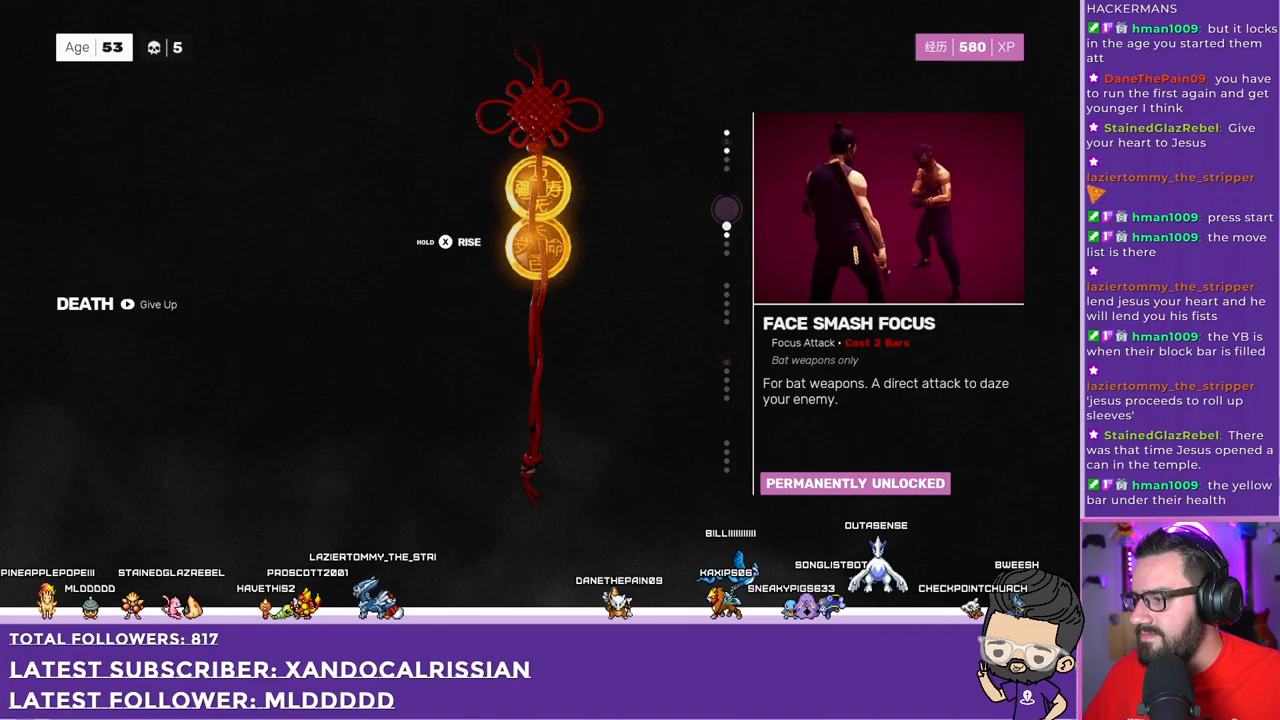 Age 53
5
经历 580 XP
HOLD X RISE
DEATH Give Up
FACE SMASH FOCUS
Focus Attack • Cost 2 Bars
Bat weapons only
For bat weapons. A direct attack to daze
your enemy.
PERMANENTLY UNLOCKED
HACKERMANS
hman1009: but it locks
in the age you started them
att
DaneThePain09: you have
to run the first again and get
younger I think
StainedGlazRebel: Give
your heart to Jesus
laziertommy_the_stripper:
hman1009: press start
hman1009: the move
list is there
laziertommy_the_stripper:
lend jesus your heart and he
will lend you his fists
hman1009: the YB is
when their block bar is filled
laziertommy_the_stripper:
'jesus proceeds to roll up
sleeves'
StainedGlazRebel: There
was that time Jesus opened a
can in the temple.
hman1009: the yellow
bar under their health
PINEAPPLEPOPEIII
MLDDDDD
STAINEDGLAZREBEL
HAVETHIS2
PROSCOTT2001
LAZIERTOMMY_THE_STRI
DANETHEPAIN09
BILLIIIIIIIIIII
KAXIPS06
SNEAKYPIGS633
SONGLISTBOT
OUTASENSE
CHECKPOINTCHURCH
BWEESH
TOTAL FOLLOWERS: 817
LATEST SUBSCRIBER: XANDOCALRISSIAN
LATEST FOLLOWER: MLDDDDD